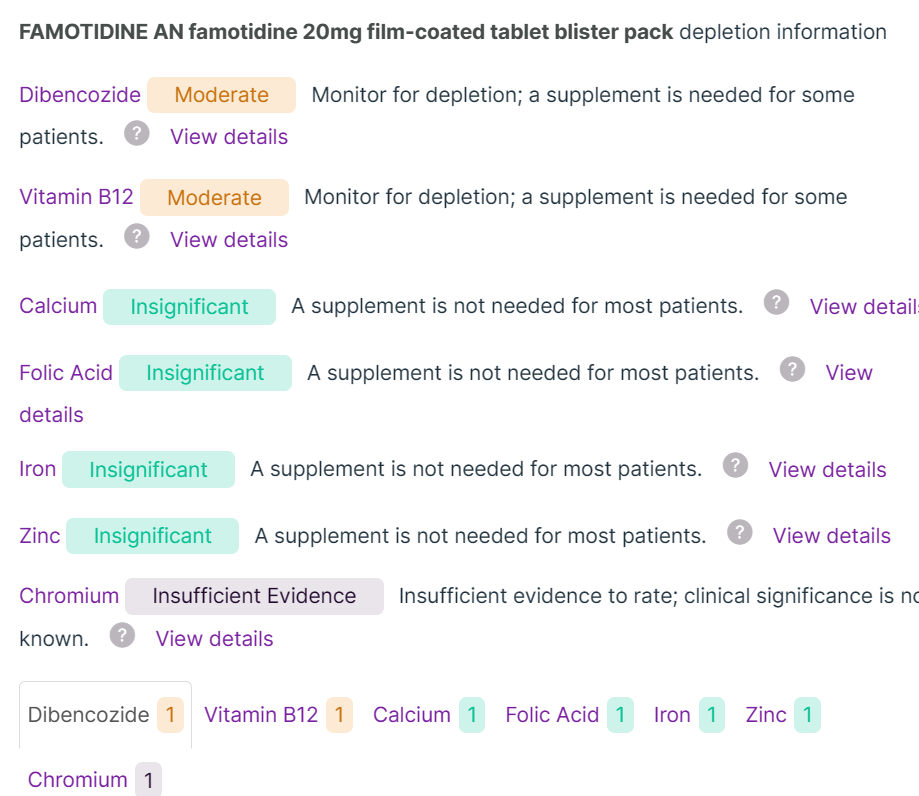 FAMOTIDINE AN famotidine 20mg film-coated tablet blister pack depletion information
Dibencozide Moderate Monitor for depletion; a supplement is needed for some
patients. ? View details
Vitamin B12 Moderate Monitor for depletion; a supplement is needed for some
patients. ? View details
Calcium Insignificant A supplement is not needed for most patients. ? View detail
Folic Acid Insignificant A supplement is not needed for most patients. ? View
details
Iron Insignificant A supplement is not needed for most patients. ? View details
Zinc Insignificant A supplement is not needed for most patients. ? View details
Chromium Insufficient Evidence Insufficient evidence to rate; clinical significance is no
known. ? View details
Dibencozide 1 Vitamin B12 1 Calcium 1 Folic Acid 1 Iron 1 Zinc 1
Chromium 1